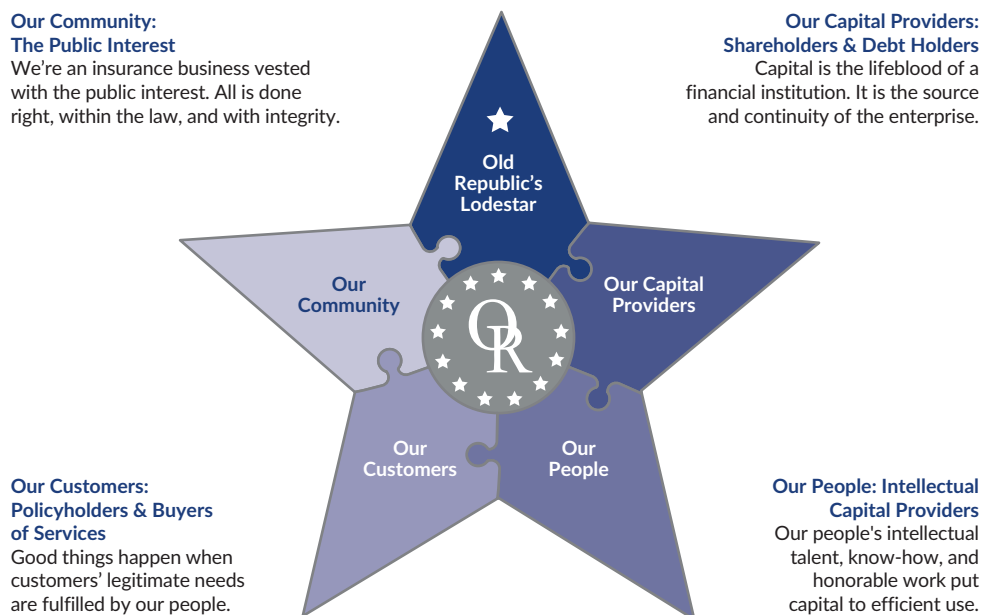 Our Community:
The Public Interest
We’re an insurance business vested
with the public interest. All is done
right, within the law, and with integrity.
Our Capital Providers:
Shareholders & Debt Holders
Capital is the lifeblood of a
financial institution. It is the source
and continuity of the enterprise.
Old
Republic’s
Lodestar
Our
Community
Our Capital
Providers
OR
Our
Customers
Our
People
Our Customers:
Policyholders & Buyers
of Services
Good things happen when
customers’ legitimate needs
are fulfilled by our people.
Our People: Intellectual
Capital Providers
Our people's intellectual
talent, know-how, and
honorable work put
capital to efficient use.